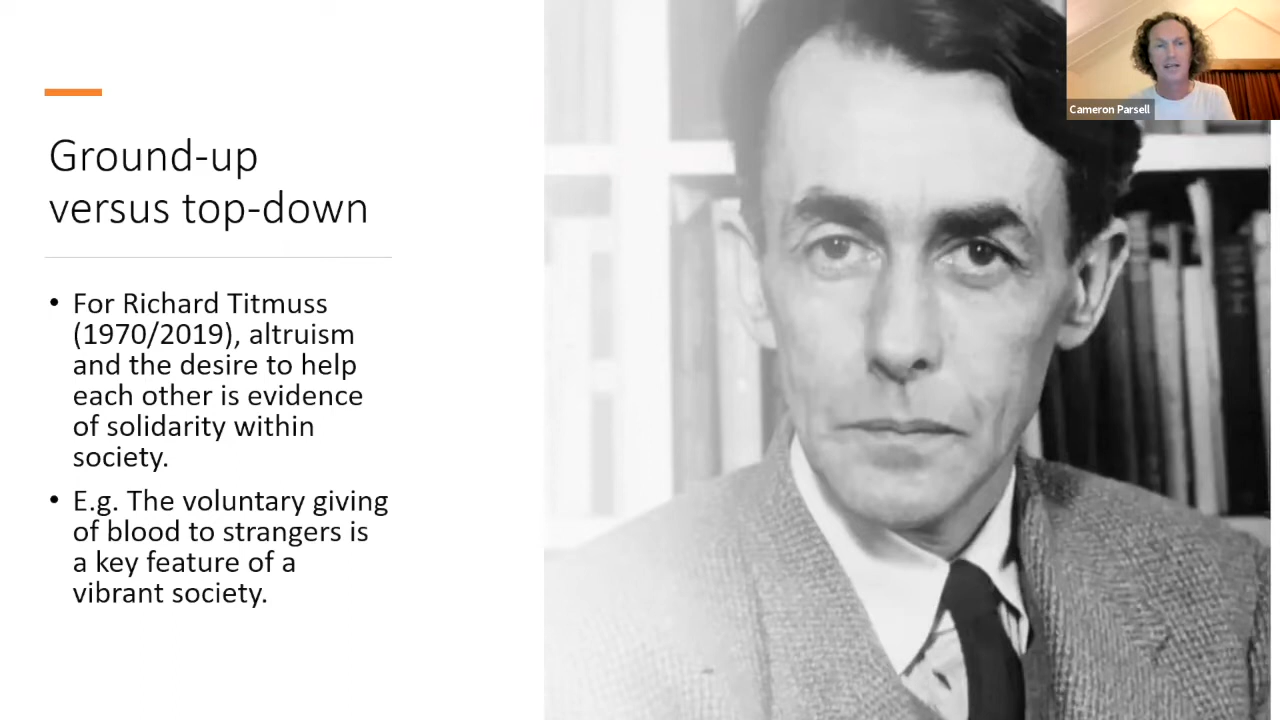 Ground-up
versus top-down
• For Richard Titmuss
(1970/2019), altruism
and the desire to help
each other is evidence
of solidarity within
society.
• E.g. The voluntary giving
of blood to strangers is
a key feature of a
vibrant society.
Cameron Parsell